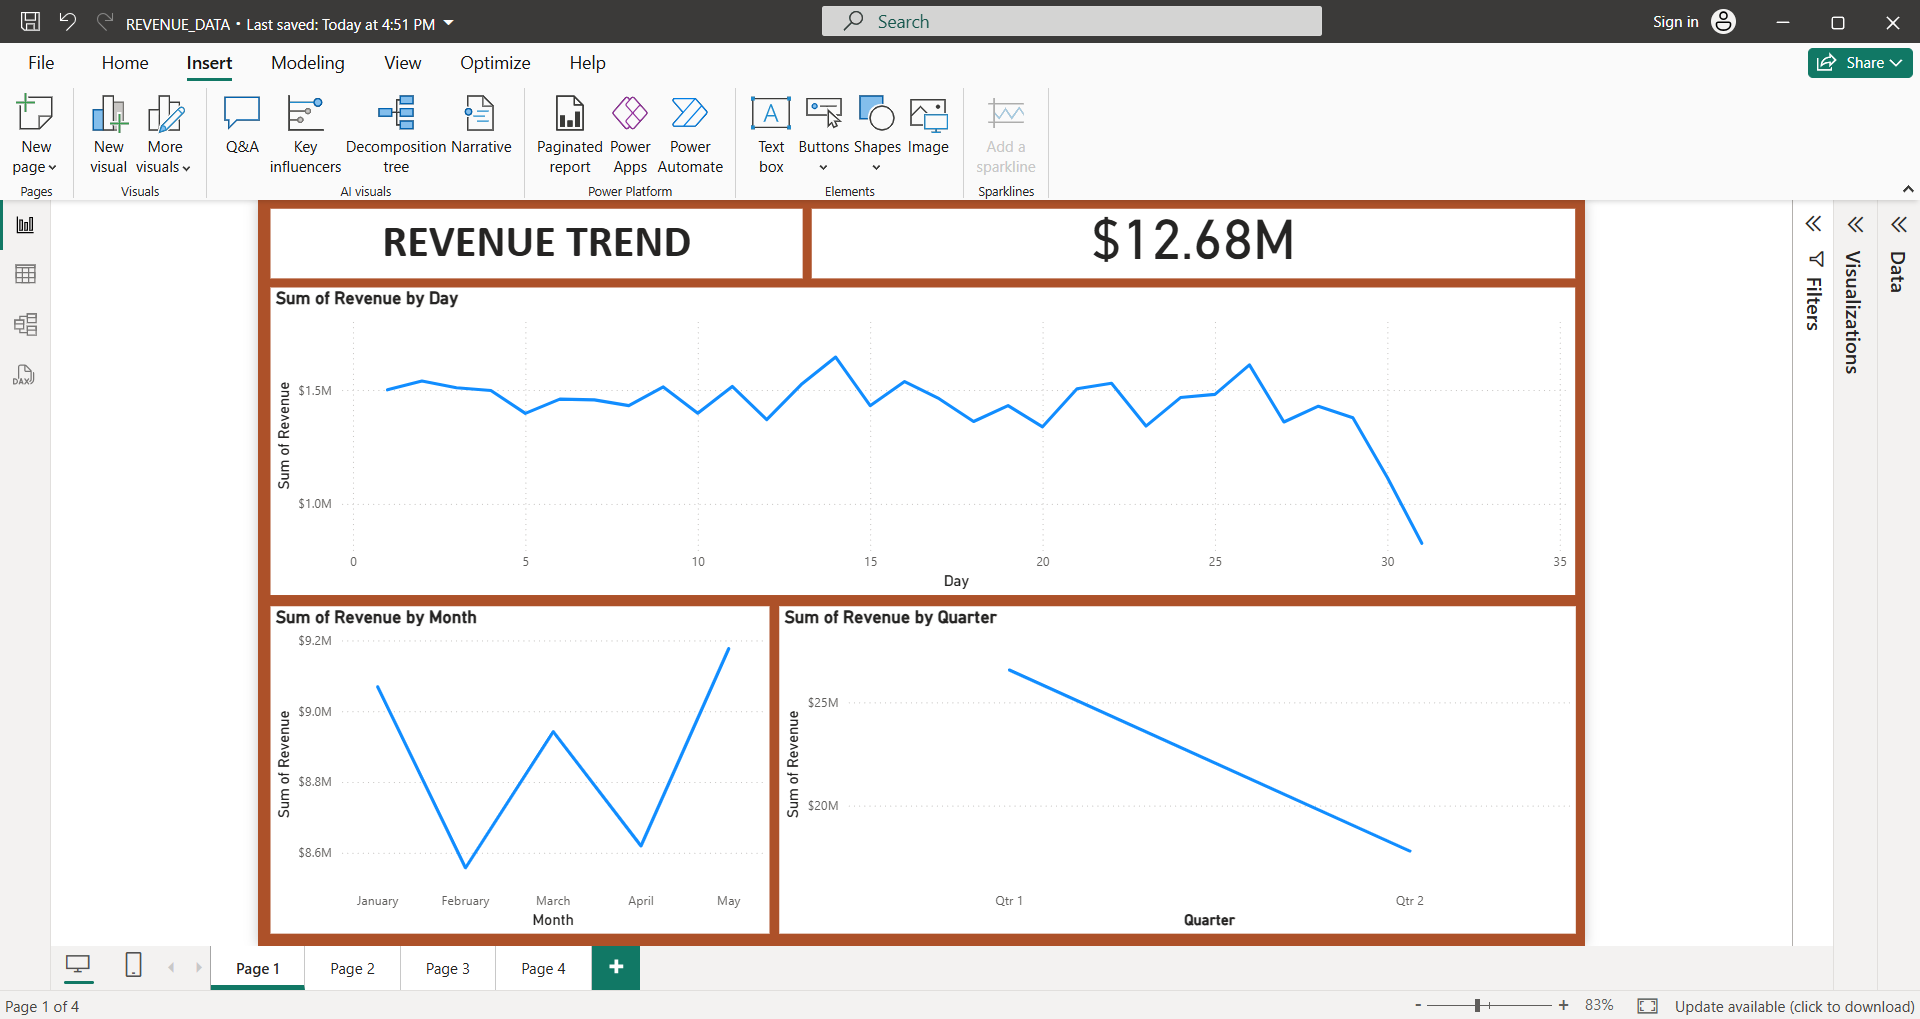 REVENUE_DATA • Last saved: Today at 4:51 PM
Search
Sign in
File Home Insert Modeling View Optimize Help
Share
New page
New visual
More visuals
Q&A
Key influencers
Decomposition tree
Narrative
Paginated report
Power Apps
Power Automate
A
Text box
Buttons
Shapes
Image
Add a sparkline
Pages
Visuals
AI visuals
Power Platform
Elements
Sparklines
DAX
REVENUE TREND
$12.68M
Sum of Revenue by Day
Sum of Revenue
$1.5M
$1.0M
0 5 10 15 20 25 30 35
Day
Sum of Revenue by Month
Sum of Revenue
$9.2M
$9.0M
$8.8M
$8.6M
January February March April May
Month
Sum of Revenue by Quarter
Sum of Revenue
$25M
$20M
Qtr 1 Qtr 2
Quarter
Filters
Visualizations
Data
Page 1 Page 2 Page 3 Page 4 +
Page 1 of 4
- + 83%
Update available (click to download)